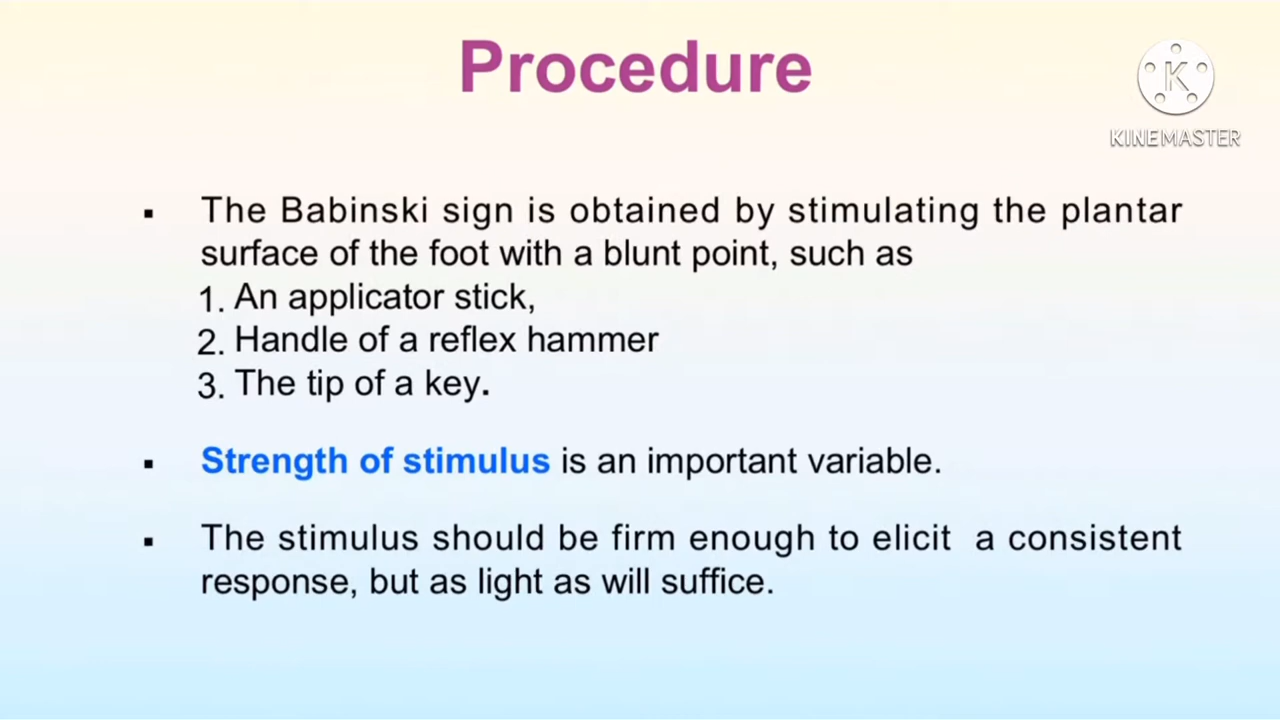 Procedure
K
KINEMASTER
▪ The Babinski sign is obtained by stimulating the plantar
surface of the foot with a blunt point, such as
1. An applicator stick,
2. Handle of a reflex hammer
3. The tip of a key.
▪ Strength of stimulus is an important variable.
▪ The stimulus should be firm enough to elicit a consistent
response, but as light as will suffice.